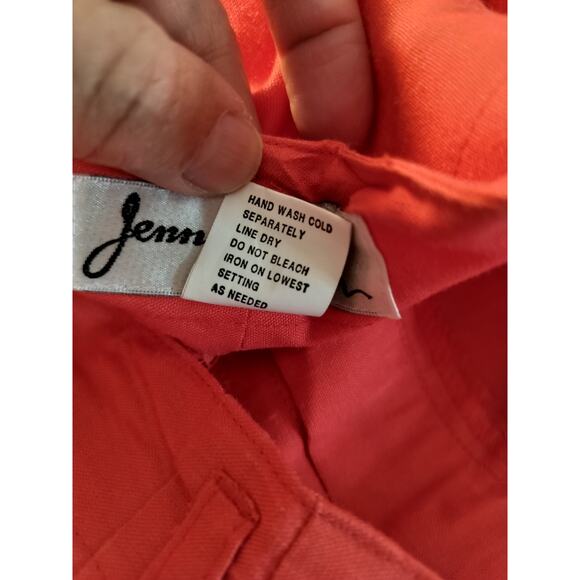 Jenn
HAND WASH COLD
SEPARATELY
LINE DRY
DO NOT BLEACH
IRON ON LOWEST
SETTING
AS NEEDED